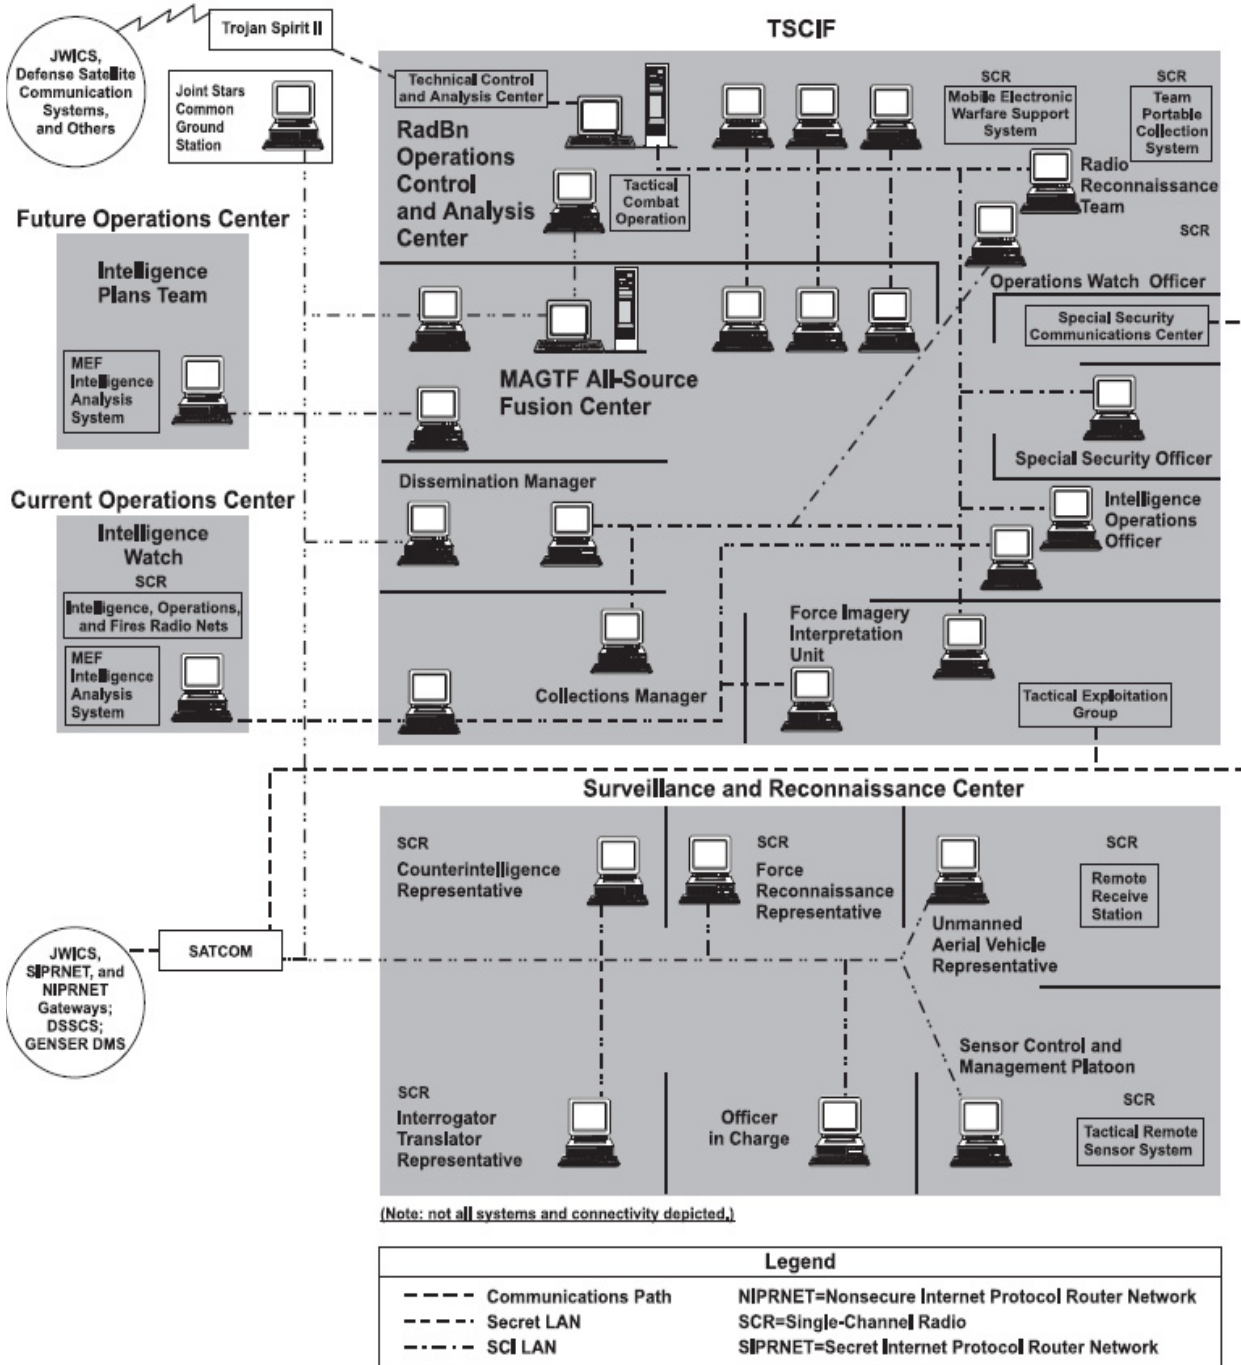 Trojan Spirit II
TSCIF
JWICS,
Defense Satellite
Communication
Systems,
and Others
Joint Stars
Common
Ground
Station
Technical Control
and Analysis Center
SCR
Mobile Electronic
Warfare Support
System
SCR
Team
Portable
Collection
System
RadBn
Operations
Control
and Analysis
Center
Tactical
Combat
Operation
Radio
Reconnaissance
Team
SCR
Future Operations Center
Intelligence
Plans Team
MEF
Intelligence
Analysis
System
Operations Watch Officer
Special Security
Communications Center
MAGTF All-Source
Fusion Center
Special Security Officer
Current Operations Center
Intelligence
Watch
SCR
Intelligence, Operations,
and Fires Radio Nets
MEF
Intelligence
Analysis
System
Dissemination Manager
Intelligence
Operations
Officer
Collections Manager
Force Imagery
Interpretation
Unit
Tactical Exploitation
Group
Surveillance and Reconnaissance Center
SCR
Counterintelligence
Representative
SCR
Force
Reconnaissance
Representative
Unmanned
Aerial Vehicle
Representative
SCR
Remote
Receive
Station
SATCOM
JWICS,
SIPRNET, and
NIPRNET
Gateways;
DSSCS;
GENSER DMS
SCR
Interrogator
Translator
Representative
Officer
in Charge
Sensor Control and
Management Platoon
SCR
Tactical Remote
Sensor System
(Note: not all systems and connectivity depicted.)
Legend
Communications Path
NIPRNET=Nonsecure Internet Protocol Router Network
Secret LAN
SCR=Single-Channel Radio
SCI LAN
SIPRNET=Secret Internet Protocol Router Network